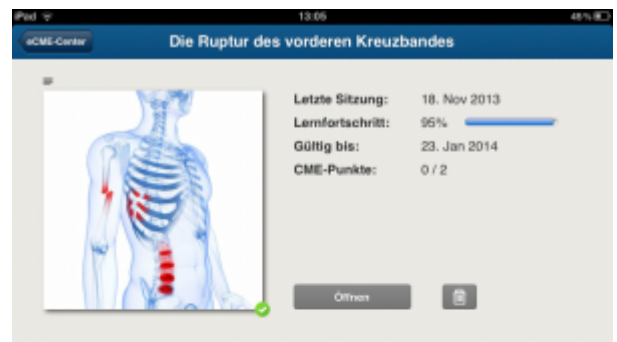 iPad 13:05 48%
eCME-Center Die Ruptur des vorderen Kreuzbandes
Letzte Sitzung: 18. Nov 2013
Lernfortschritt: 95%
Gültig bis: 23. Jan 2014
CME-Punkte: 0 / 2
Öffnen